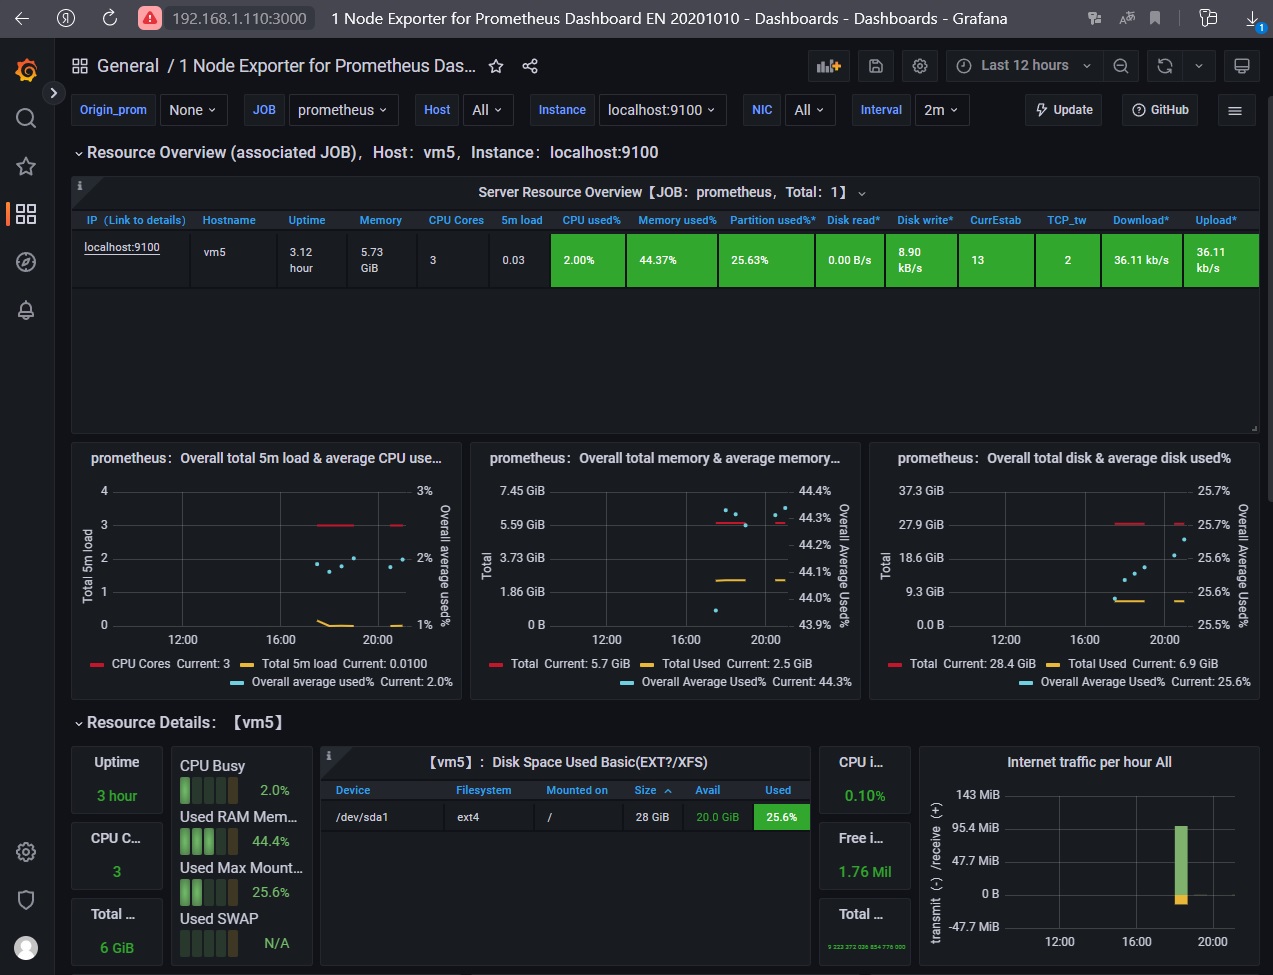 192.168.1.110:3000 1 Node Exporter for Prometheus Dashboard EN 20201010 - Dashboards - Dashboards - Grafana 1
General / 1 Node Exporter for Prometheus Das... Last 12 hours
Origin_prom None JOB prometheus Host All Instance localhost:9100 NIC All Interval 2m Update GitHub
Resource Overview (associated JOB)，Host：vm5，Instance：localhost:9100
Server Resource Overview【JOB：prometheus，Total：1】
IP（Link to details) Hostname Uptime Memory CPU Cores 5m load CPU used% Memory used% Partition used%* Disk read* Disk write* CurrEstab TCP_tw Download* Upload*
localhost:9100 vm5 3.12 hour 5.73 GiB 3 0.03 2.00% 44.37% 25.63% 0.00 B/s 8.90 kB/s 13 2 36.11 kb/s 36.11 kb/s
prometheus：Overall total 5m load & average CPU use...
4
3
2
1
0
Total 5m load
3%
2%
1%
Overall average used%
12:00 16:00 20:00
CPU Cores Current: 3 Total 5m load Current: 0.0100
Overall average used% Current: 2.0%
prometheus：Overall total memory & average memory...
7.45 GiB
5.59 GiB
3.73 GiB
1.86 GiB
0 B
Total
44.4%
44.3%
44.2%
44.1%
44.0%
43.9%
Overall Average Used%
12:00 16:00 20:00
Total Current: 5.7 GiB Total Used Current: 2.5 GiB
Overall Average Used% Current: 44.3%
prometheus：Overall total disk & average disk used%
37.3 GiB
27.9 GiB
18.6 GiB
9.3 GiB
0.0 B
Total
25.7%
25.7%
25.6%
25.6%
25.5%
Overall Average Used%
12:00 16:00 20:00
Total Current: 28.4 GiB Total Used Current: 6.9 GiB
Overall Average Used% Current: 25.6%
Resource Details：【vm5】
Uptime
3 hour
CPU C...
3
Total ...
6 GiB
CPU Busy
2.0%
Used RAM Mem...
44.4%
Used Max Mount...
25.6%
Used SWAP
N/A
【vm5】：Disk Space Used Basic(EXT?/XFS)
Device Filesystem Mounted on Size Avail Used
/dev/sda1 ext4 / 28 GiB 20.0 GiB 25.6%
CPU i...
0.10%
Free i...
1.76 Mil
Total ...
9 223 372 036 854 776 000
Internet traffic per hour All
143 MiB
95.4 MiB
47.7 MiB
0 B
-47.7 MiB
transmit (-) /receive (+)
12:00 16:00 20:00